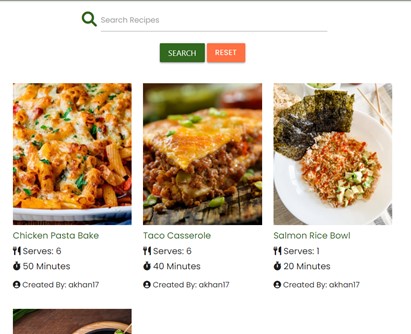 Search Recipes
SEARCH RESET
Chicken Pasta Bake
Serves: 6
50 Minutes
Created By: akhan17
Taco Casserole
Serves: 6
40 Minutes
Created By: akhan17
Salmon Rice Bowl
Serves: 1
20 Minutes
Created By: akhan17